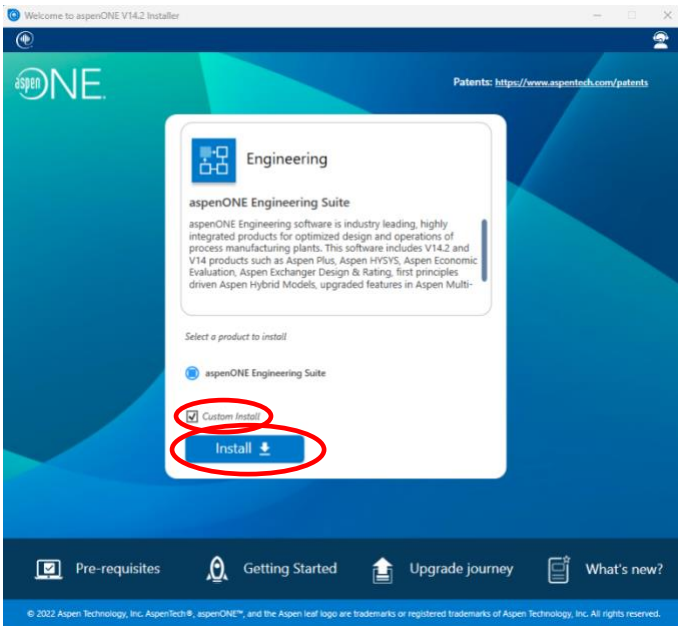 Welcome to aspenONE V14.2 Installer
aspenONE
Patents: https://www.aspentech.com/patents
Engineering
aspenONE Engineering Suite
aspenONE Engineering software is industry leading, highly
integrated products for optimized design and operations of
process manufacturing plants. This software includes V14.2 and
V14 products such as Aspen Plus, Aspen HYSYS, Aspen Economic
Evaluation, Aspen Exchanger Design & Rating, first principles
driven Aspen Hybrid Models, upgraded features in Aspen Multi-
Select a product to install
aspenONE Engineering Suite
Custom Install
Install
Pre-requisites
Getting Started
Upgrade journey
What's new?
© 2022 Aspen Technology, Inc. AspenTech®, aspenONE™, and the Aspen leaf logo are trademarks or registered trademarks of Aspen Technology, Inc. All rights reserved.